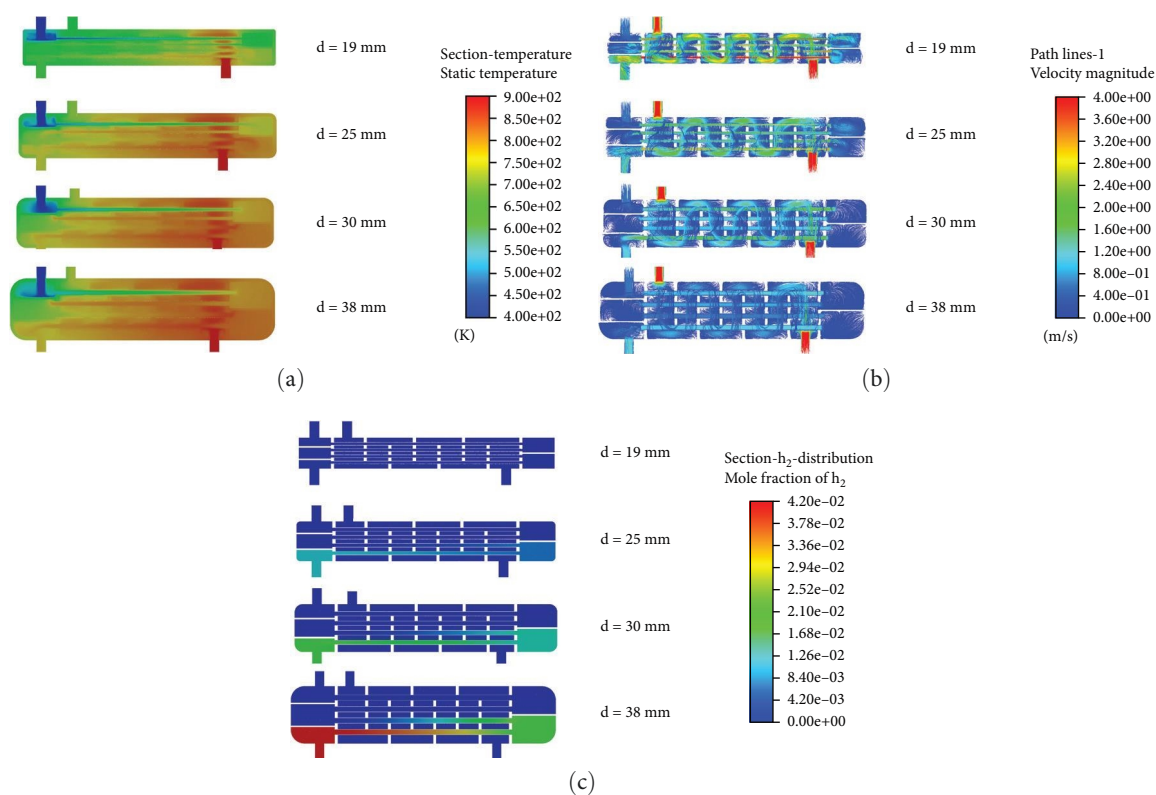 d = 19 mm
d = 25 mm
d = 30 mm
d = 38 mm
Section-temperature
Static temperature
9.00e+02
8.50e+02
8.00e+02
7.50e+02
7.00e+02
6.50e+02
6.00e+02
5.50e+02
5.00e+02
4.50e+02
4.00e+02
(K)
(a)
d = 19 mm
d = 25 mm
d = 30 mm
d = 38 mm
Path lines-1
Velocity magnitude
4.00e+00
3.60e+00
3.20e+00
2.80e+00
2.40e+00
2.00e+00
1.60e+00
1.20e+00
8.00e–01
4.00e–01
0.00e+00
(m/s)
(b)
d = 19 mm
d = 25 mm
d = 30 mm
d = 38 mm
Section-h₂-distribution
Mole fraction of h₂
4.20e–02
3.78e–02
3.36e–02
2.94e–02
2.52e–02
2.10e–02
1.68e–02
1.26e–02
8.40e–03
4.20e–03
0.00e+00
(c)